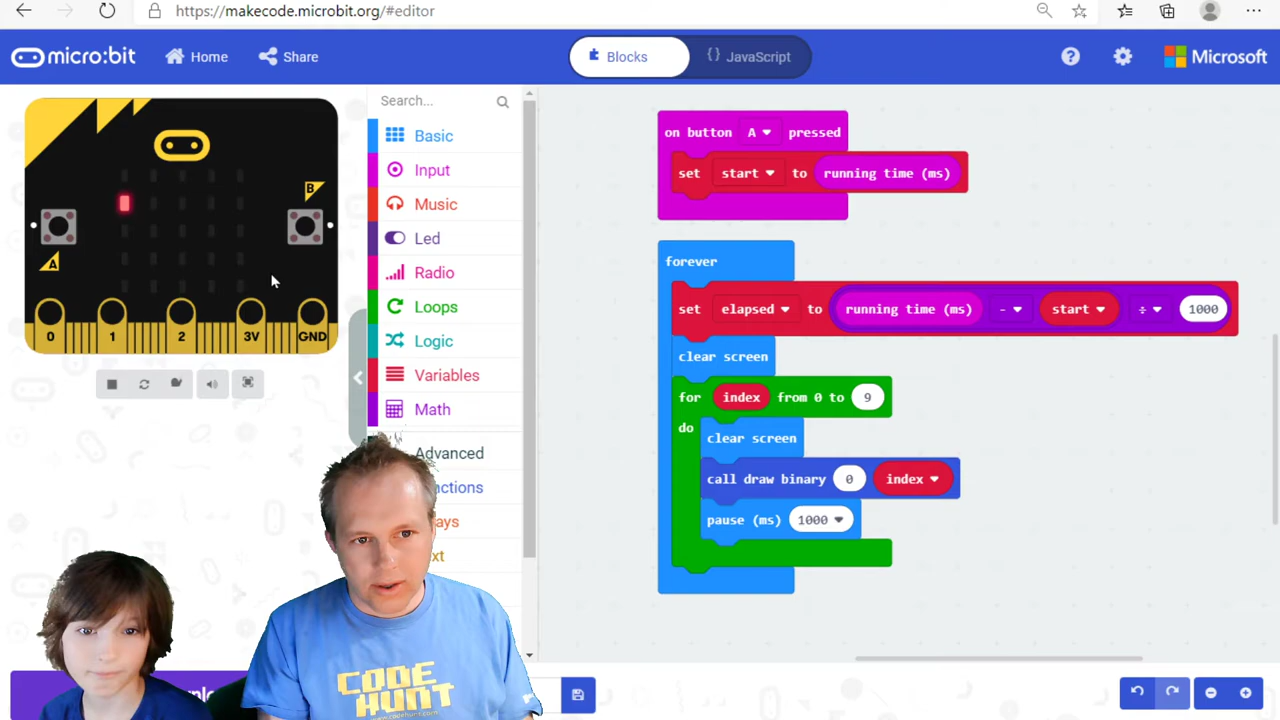 https://makecode.microbit.org/#editor
micro:bit
Home
Share
Blocks
{} JavaScript
?
Microsoft
Search...
Basic
Input
Music
Led
Radio
Loops
Logic
Variables
Math
Advanced
A
B
0 1 2 3V GND
on button A pressed
set start to running time (ms)
forever
set elapsed to running time (ms) - start ÷ 1000
clear screen
for index from 0 to 9
do
clear screen
call draw binary 0 index
pause (ms) 1000
CODE
HUNT